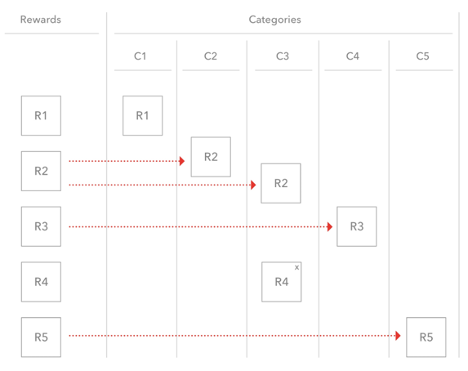 Rewards Categories
C1 C2 C3 C4 C5
R1 R1
R2
R2
R2
R3 R3
x
R4 R4
R5 R5